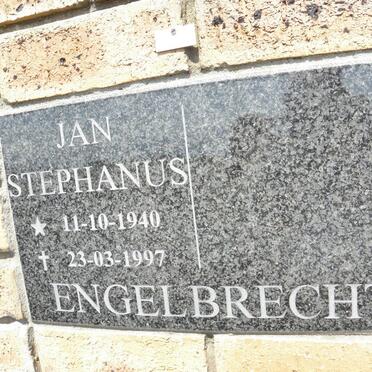 JAN
STEPHANUS
★ 11-10-1940
✝ 23-03-1997
ENGELBRECHT